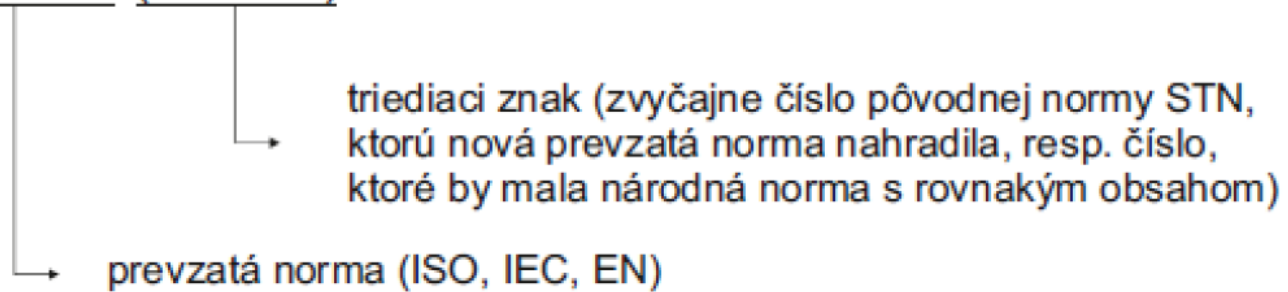 triediaci znak (zvyčajne číslo pôvodnej normy STN,
ktorú nová prevzatá norma nahradila, resp. číslo,
ktoré by mala národná norma s rovnakým obsahom)
prevzatá norma (ISO, IEC, EN)